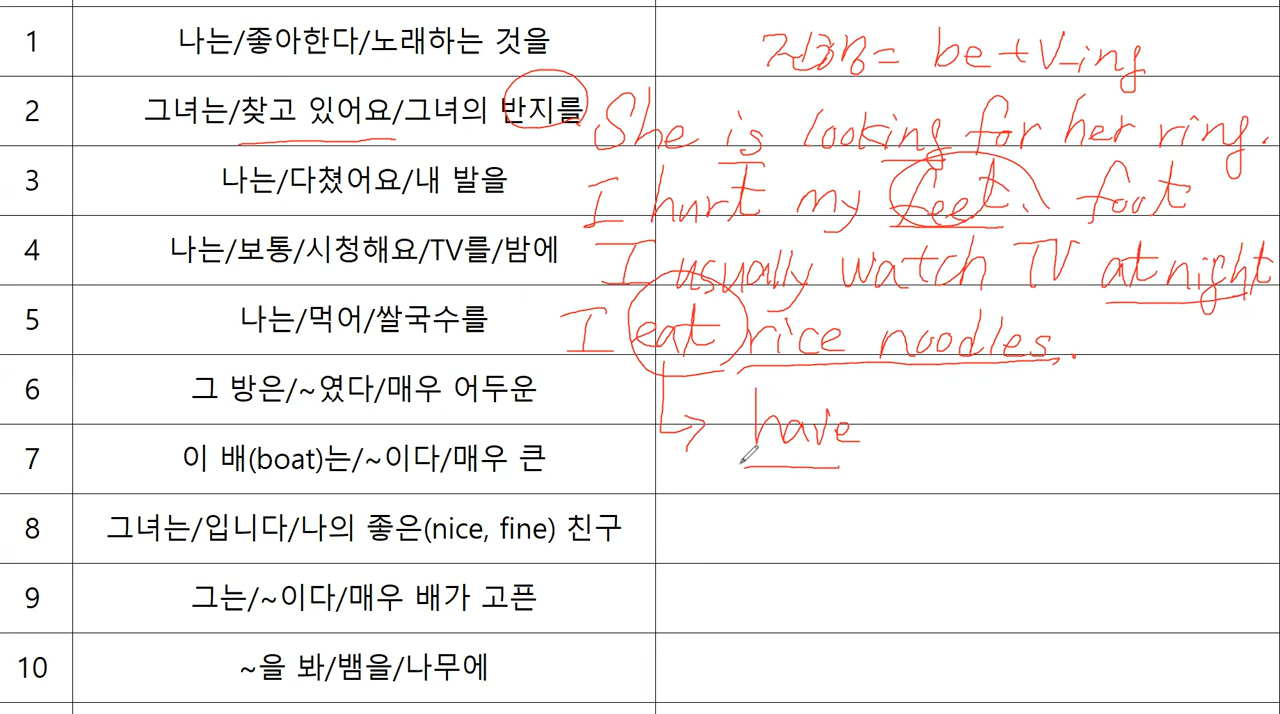 1 나는/좋아한다/노래하는 것을 진행= be+V-ing
2 그녀는/찾고 있어요/그녀의 반지를 She is looking for her ring.
3 나는/다쳤어요/내 발을 I hurt my feet. foot
4 나는/보통/시청해요/TV를/밤에 I usually watch TV at night
5 나는/먹어/쌀국수를 I eat rice noodles.
6 그 방은/~였다/매우 어두운 have
7 이 배(boat)는/~이다/매우 큰
8 그녀는/입니다/나의 좋은(nice, fine) 친구
9 그는/~이다/매우 배가 고픈
10 ~을 봐/뱀을/나무에